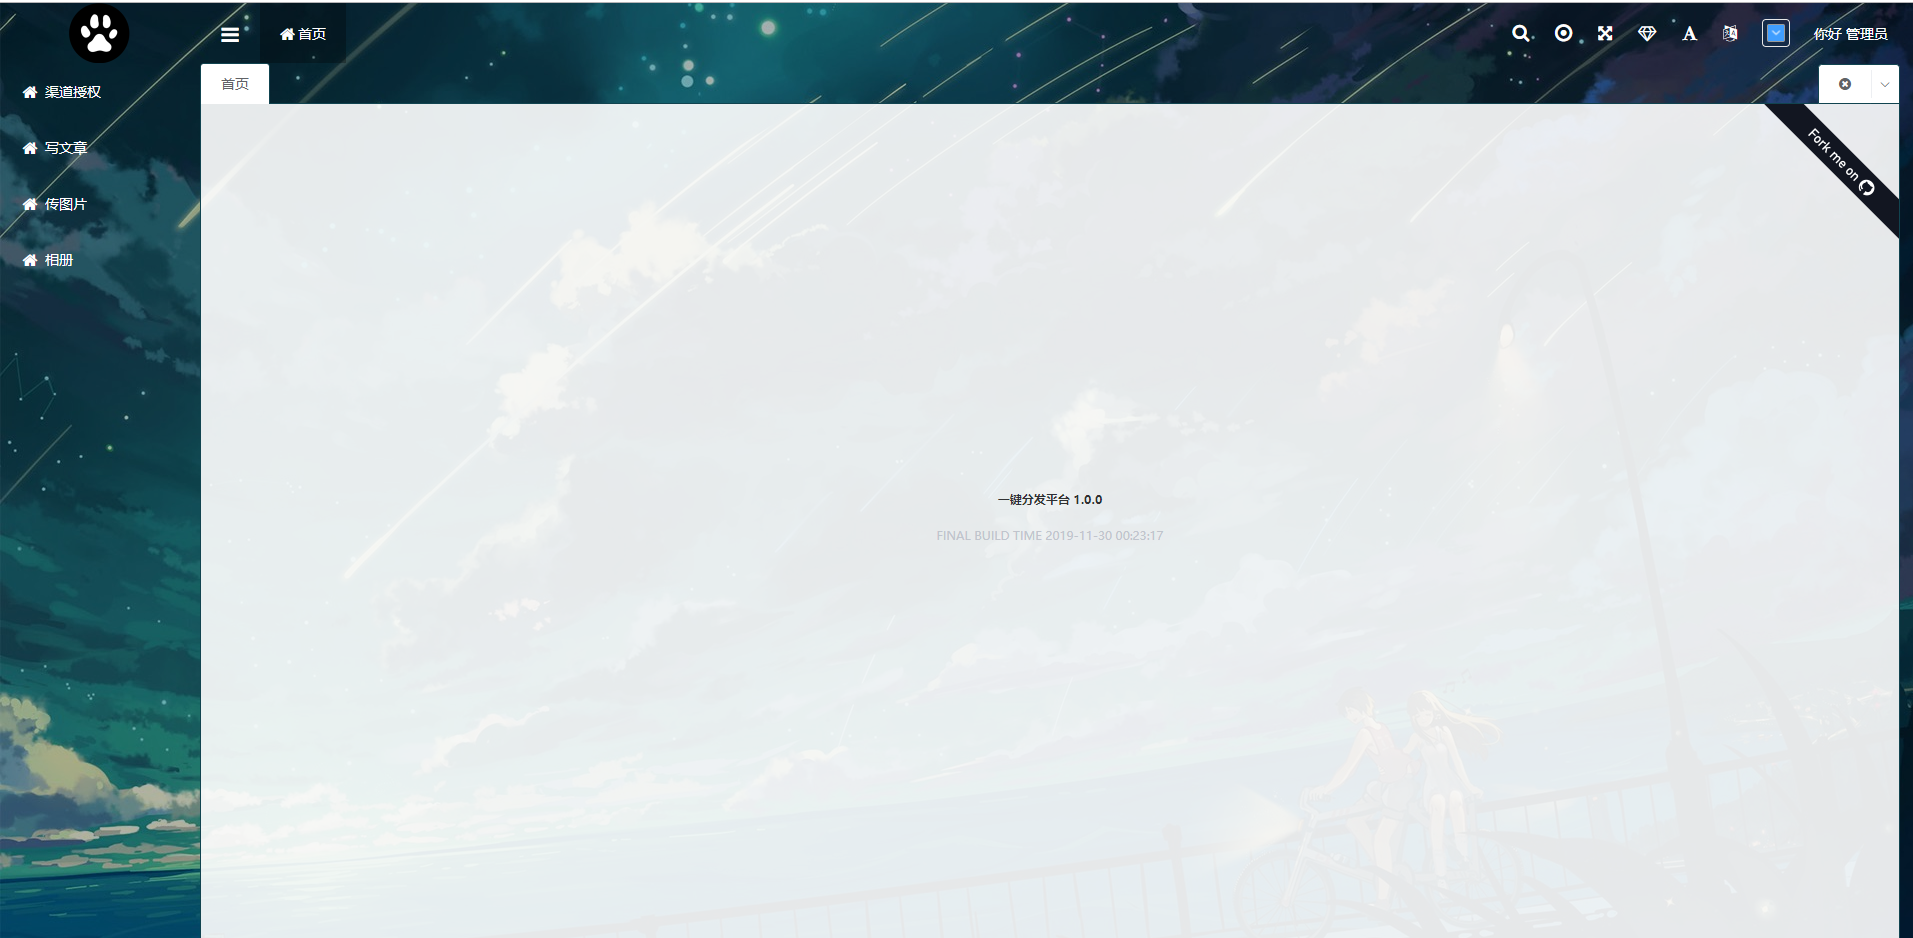 首页
你好 管理员
首页
渠道授权
写文章
传图片
相册
Fork me on
一键分发平台 1.0.0
FINAL BUILD TIME 2019-11-30 00:23:17